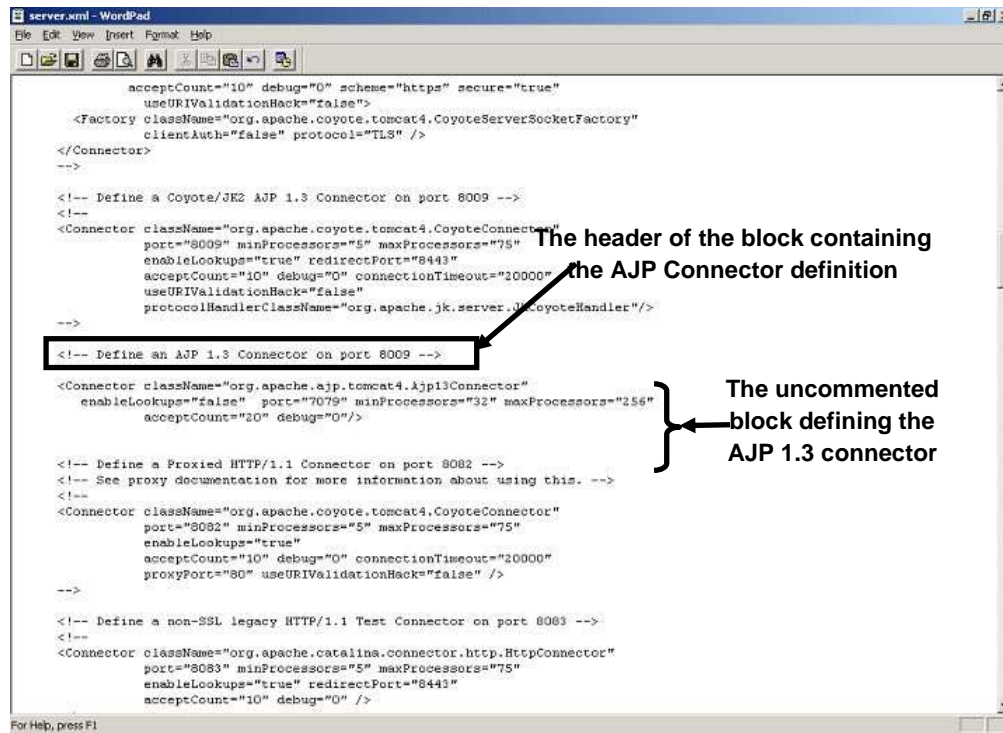 server.xml - WordPad
File Edit View Insert Format Help
acceptCount="10" debug="0" scheme="https" secure="true"
useURIValidationHack="false">
<Factory className="org.apache.coyote.tomcat4.CoyoteServerSocketFactory"
clientAuth="false" protocol="TLS" />
</Connector>
-->
<!-- Define a Coyote/JK2 AJP 1.3 Connector on port 8009 -->
<!--
<Connector className="org.apache.coyote.tomcat4.CoyoteConnector"
port="8009" minProcessors="5" maxProcessors="75"
enableLookups="true" redirectPort="8443"
acceptCount="10" debug="0" connectionTimeout="20000"
useURIValidationHack="false"
protocolHandlerClassName="org.apache.jk.server.JkCoyoteHandler"/>
-->
The header of the block containing
the AJP Connector definition
<!-- Define an AJP 1.3 Connector on port 8009 -->
<Connector className="org.apache.ajp.tomcat4.Ajp13Connector"
enableLookups="false" port="7079" minProcessors="32" maxProcessors="256"
acceptCount="20" debug="0"/>
The uncommented
block defining the
AJP 1.3 connector
<!-- Define a Proxied HTTP/1.1 Connector on port 8082 -->
<!-- See proxy documentation for more information about using this. -->
<!--
<Connector className="org.apache.coyote.tomcat4.CoyoteConnector"
port="8082" minProcessors="5" maxProcessors="75"
enableLookups="true"
acceptCount="10" debug="0" connectionTimeout="20000"
proxyPort="80" useURIValidationHack="false" />
-->
<!-- Define a non-SSL legacy HTTP/1.1 Test Connector on port 8083 -->
<!--
<Connector className="org.apache.catalina.connector.http.HttpConnector"
port="8083" minProcessors="5" maxProcessors="75"
enableLookups="true" redirectPort="8443"
acceptCount="10" debug="0" />
For Help, press F1